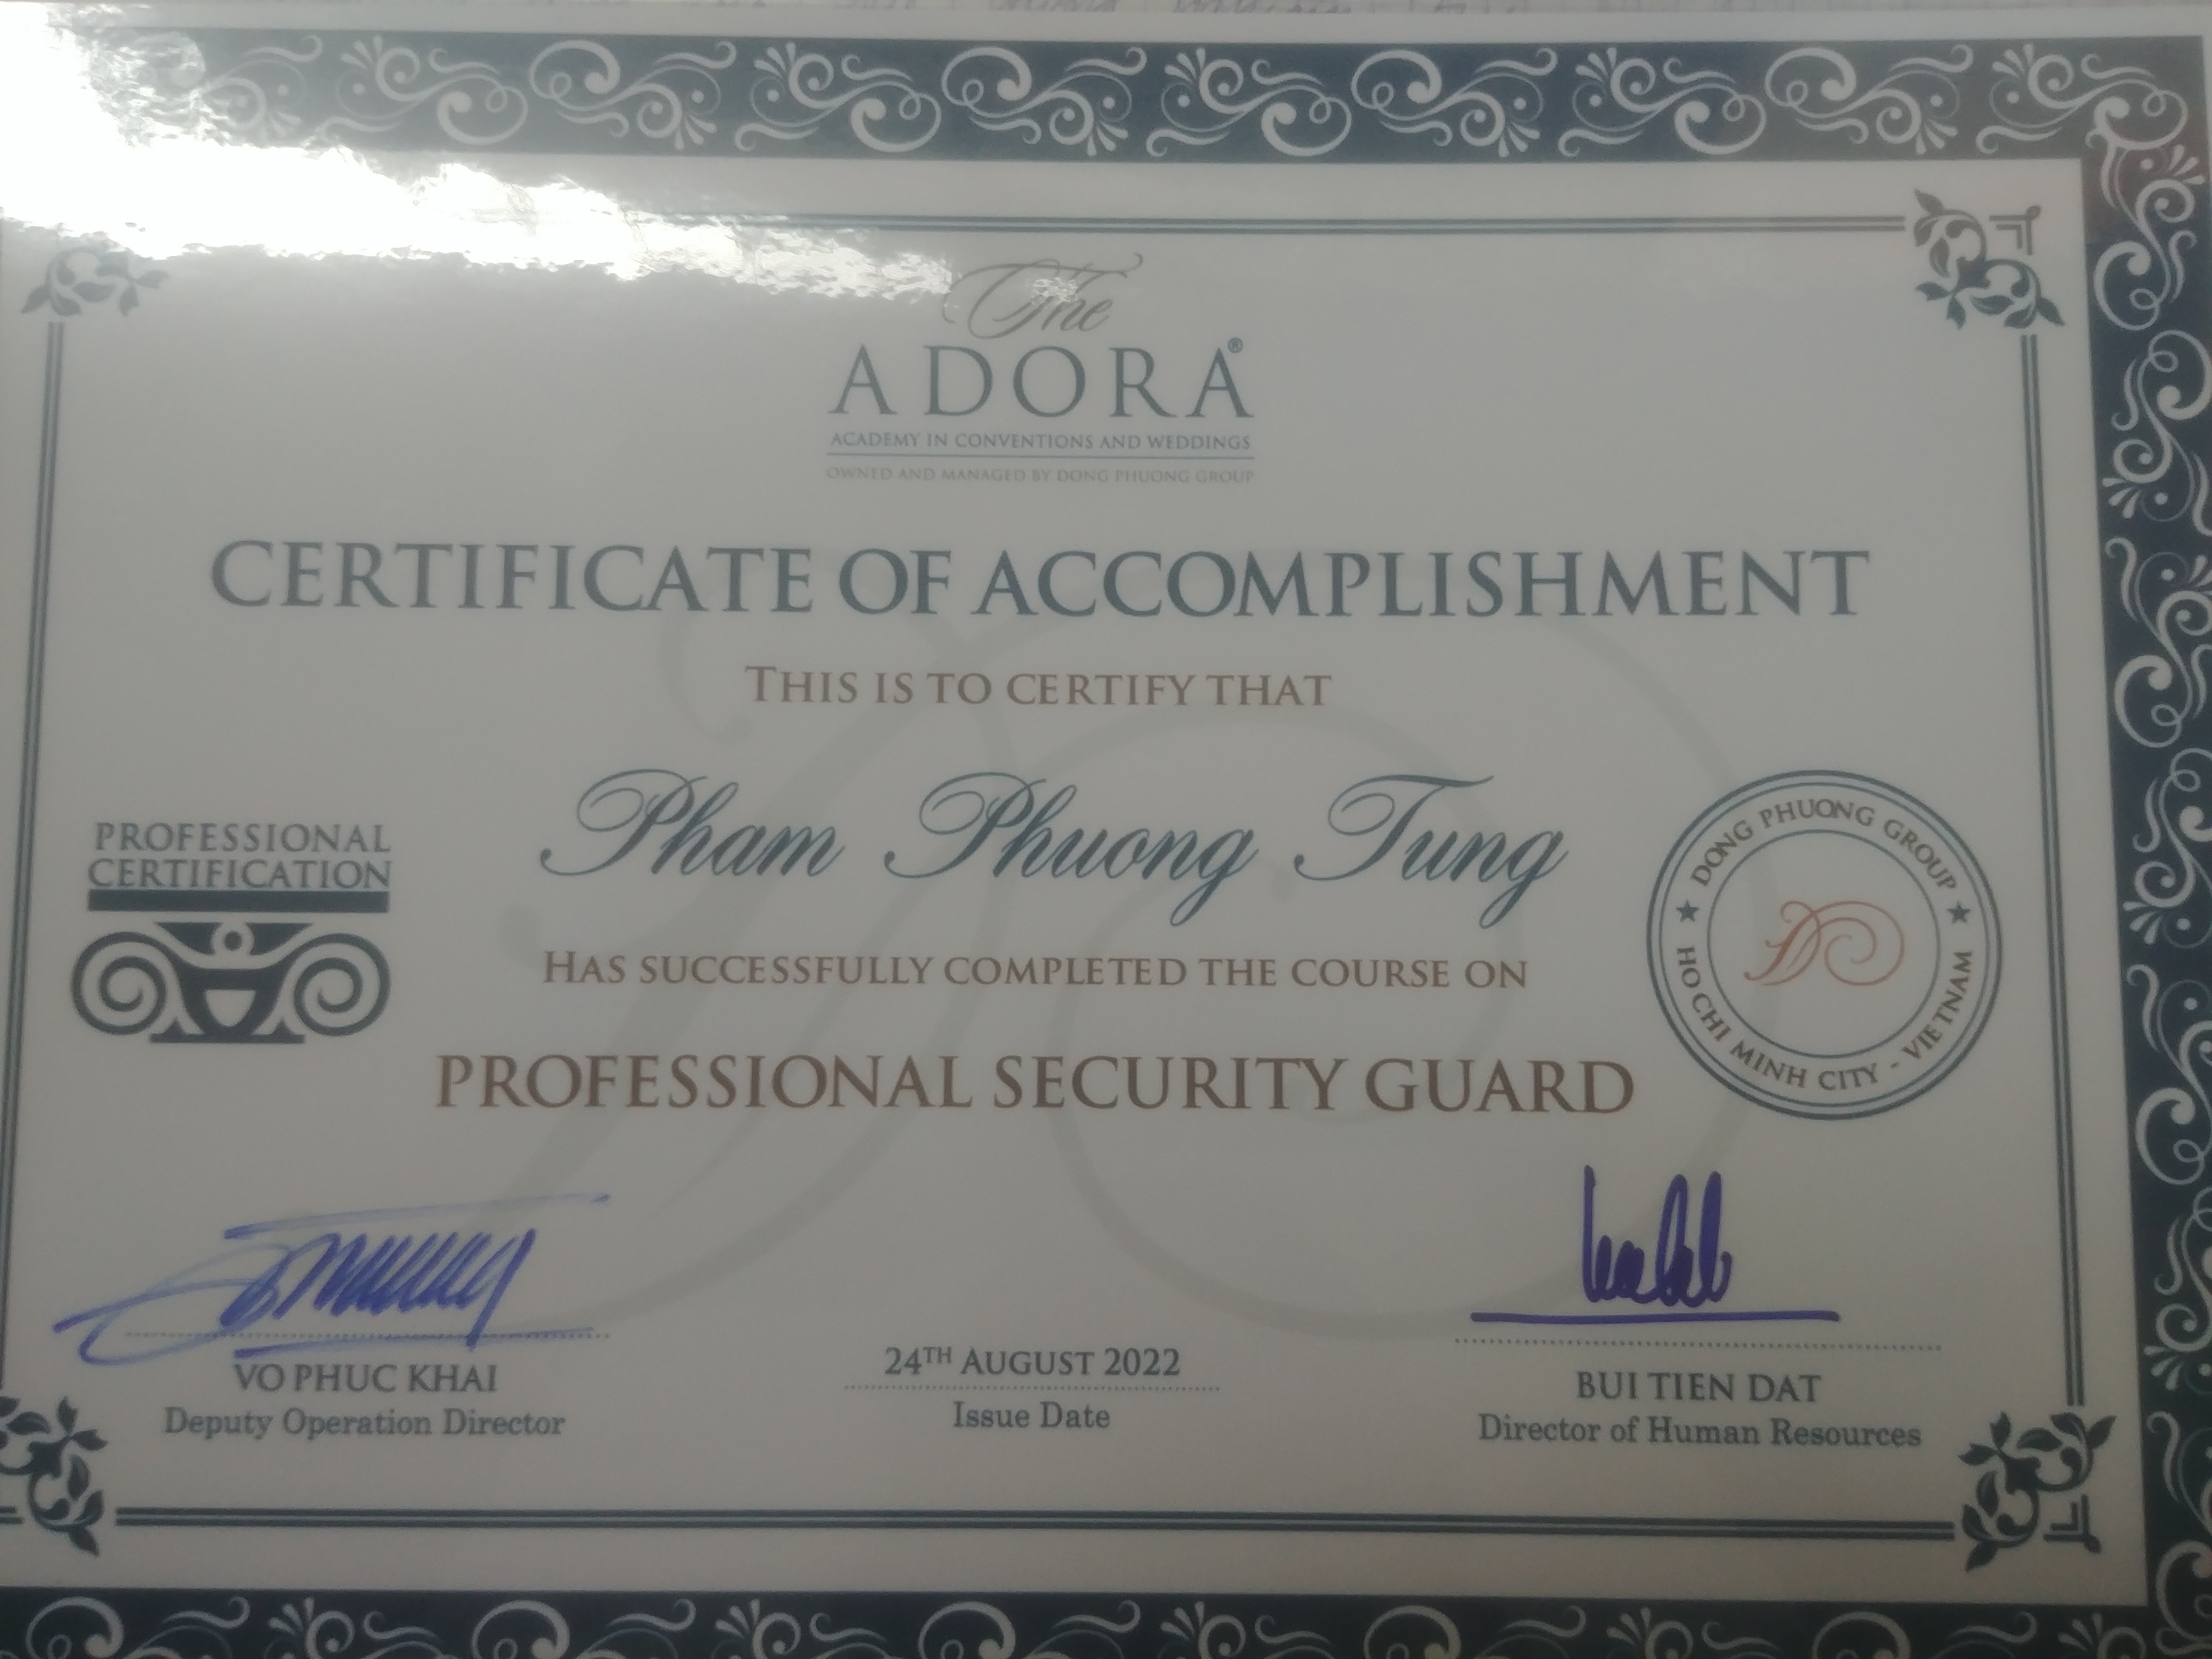 The
ADORA®
ACADEMY IN CONVENTIONS AND WEDDINGS
OWNED AND MANAGED BY DONG PHUONG GROUP
CERTIFICATE OF ACCOMPLISHMENT
THIS IS TO CERTIFY THAT
Pham Phuong Tung
PROFESSIONAL
CERTIFICATION
HAS SUCCESSFULLY COMPLETED THE COURSE ON
PROFESSIONAL SECURITY GUARD
DONG PHUONG GROUP
HO CHI MINH CITY - VIETNAM
VO PHUC KHAI
Deputy Operation Director
24TH AUGUST 2022
Issue Date
BUI TIEN DAT
Director of Human Resources